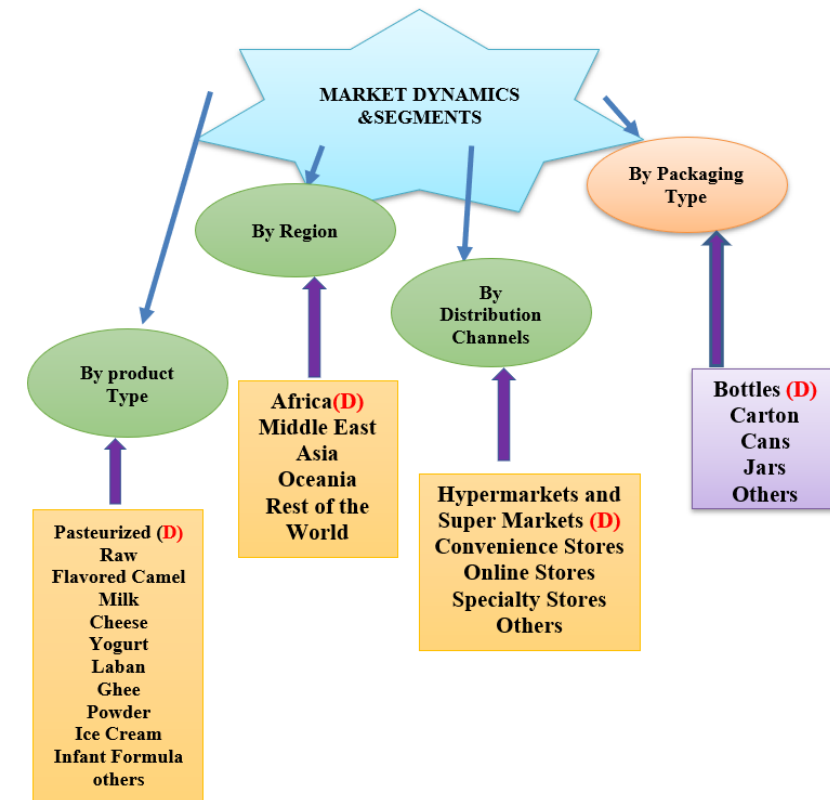 MARKET DYNAMICS
&SEGMENTS
By Packaging
Type
By Region
By
Distribution
Channels
By product
Type
Africa(D)
Middle East
Asia
Oceania
Rest of the
World
Bottles (D)
Carton
Cans
Jars
Others
Hypermarkets and
Super Markets (D)
Convenience Stores
Online Stores
Specialty Stores
Others
Pasteurized (D)
Raw
Flavored Camel
Milk
Cheese
Yogurt
Laban
Ghee
Powder
Ice Cream
Infant Formula
others